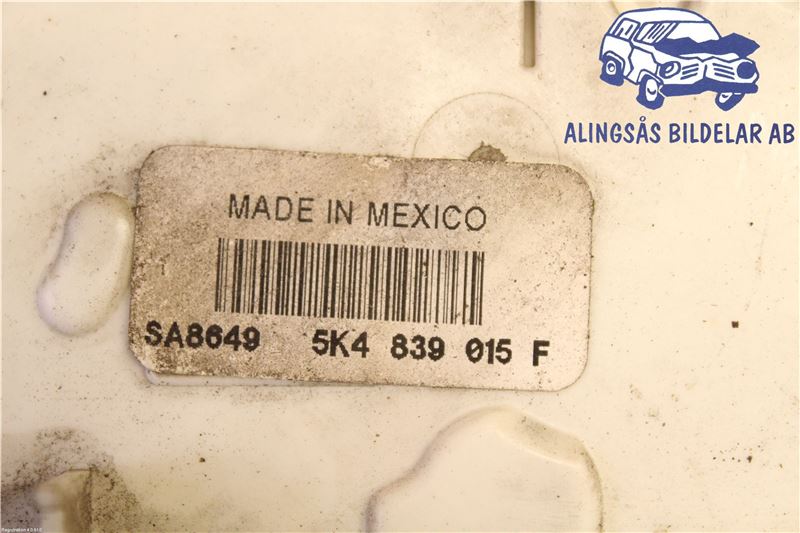 ALINGSÅS BILDELAR AB
MADE IN MEXICO
SA8649 5K4 839 015 F